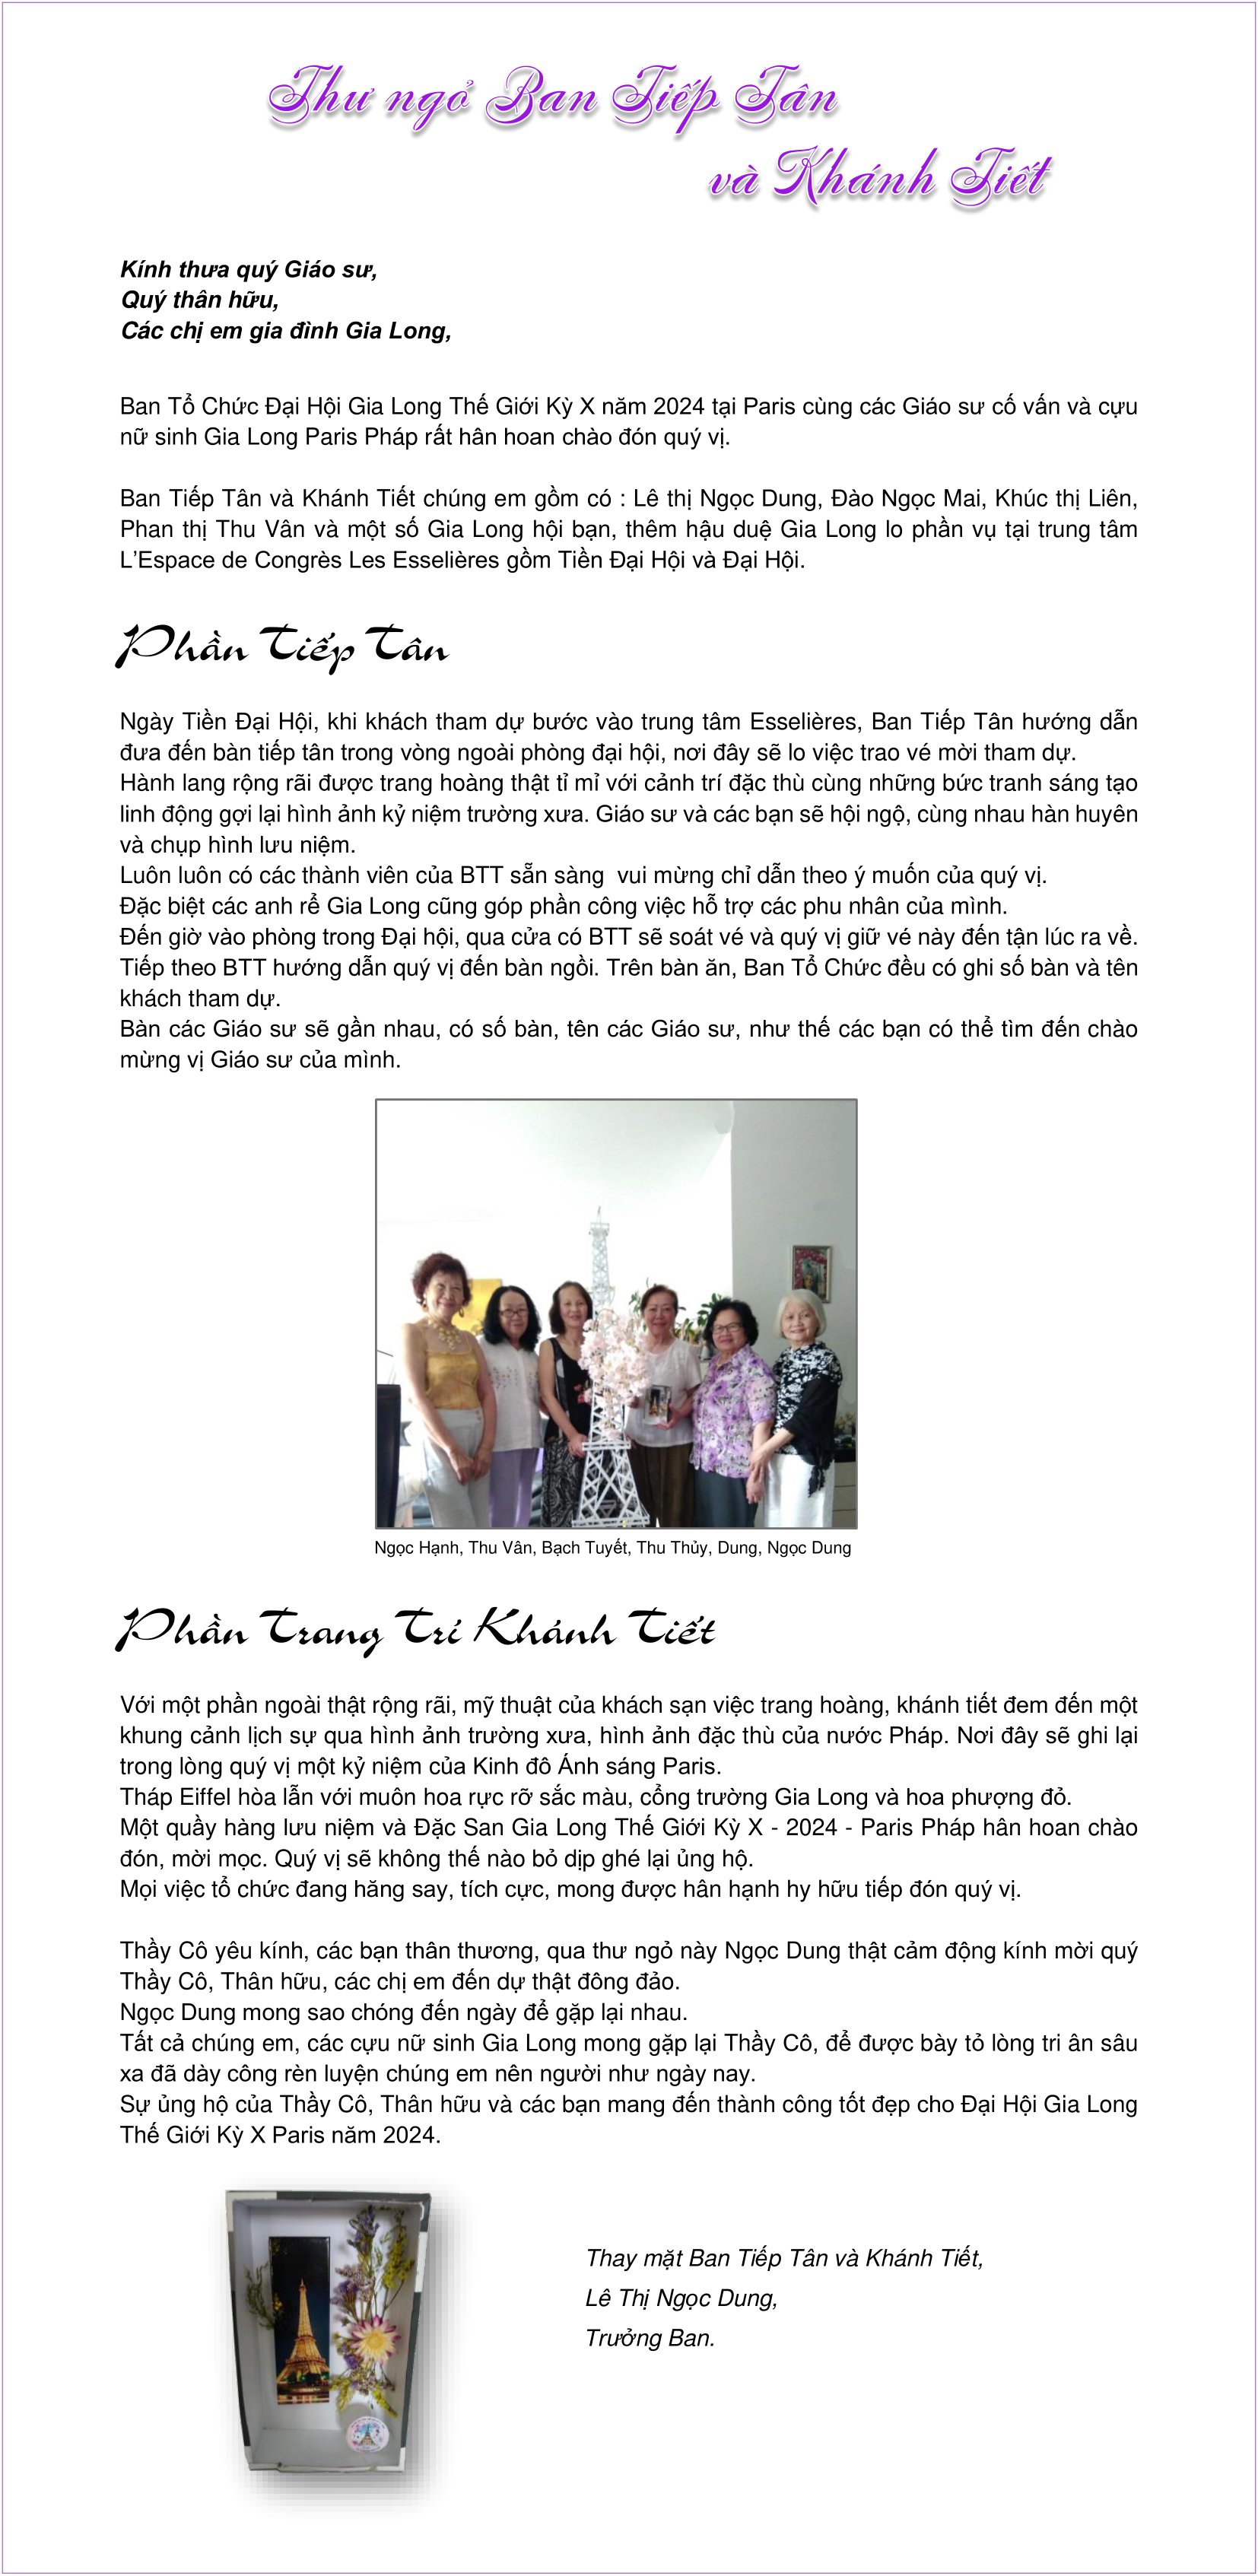 Thư ngỏ Ban Tiếp Tân
và Khánh Tiết
Kính thưa quý Giáo sư,
Quý thân hữu,
Các chị em gia đình Gia Long,
Ban Tổ Chức Đại Hội Gia Long Thế Giới Kỳ X năm 2024 tại Paris cùng các Giáo sư cố vấn và cựu
nữ sinh Gia Long Paris Pháp rất hân hoan chào đón quý vị.
Ban Tiếp Tân và Khánh Tiết chúng em gồm có : Lê thị Ngọc Dung, Đào Ngọc Mai, Khúc thị Liên,
Phan thị Thu Vân và một số Gia Long hội bạn, thêm hậu duệ Gia Long lo phần vụ tại trung tâm
L’Espace de Congrès Les Esselières gồm Tiền Đại Hội và Đại Hội.
Phần Tiếp Tân
Ngày Tiền Đại Hội, khi khách tham dự bước vào trung tâm Esselières, Ban Tiếp Tân hướng dẫn
đưa đến bàn tiếp tân trong vòng ngoài phòng đại hội, nơi đây sẽ lo việc trao vé mời tham dự.
Hành lang rộng rãi được trang hoàng thật tỉ mỉ với cảnh trí đặc thù cùng những bức tranh sáng tạo
linh động gợi lại hình ảnh kỷ niệm trường xưa. Giáo sư và các bạn sẽ hội ngộ, cùng nhau hàn huyên
và chụp hình lưu niệm.
Luôn luôn có các thành viên của BTT sẵn sàng  vui mừng chỉ dẫn theo ý muốn của quý vị.
Đặc biệt các anh rể Gia Long cũng góp phần công việc hỗ trợ các phu nhân của mình.
Đến giờ vào phòng trong Đại hội, qua cửa có BTT sẽ soát vé và quý vị giữ vé này đến tận lúc ra về.
Tiếp theo BTT hướng dẫn quý vị đến bàn ngồi. Trên bàn ăn, Ban Tổ Chức đều có ghi số bàn và tên
khách tham dự.
Bàn các Giáo sư sẽ gần nhau, có số bàn, tên các Giáo sư, như thế các bạn có thể tìm đến chào
mừng vị Giáo sư của mình.
Ngọc Hạnh, Thu Vân, Bạch Tuyết, Thu Thủy, Dung, Ngọc Dung
Phần Trang Trí Khánh Tiết
Với một phần ngoài thật rộng rãi, mỹ thuật của khách sạn việc trang hoàng, khánh tiết đem đến một
khung cảnh lịch sự qua hình ảnh trường xưa, hình ảnh đặc thù của nước Pháp. Nơi đây sẽ ghi lại
trong lòng quý vị một kỷ niệm của Kinh đô Ánh sáng Paris.
Tháp Eiffel hòa lẫn với muôn hoa rực rỡ sắc màu, cổng trường Gia Long và hoa phượng đỏ.
Một quầy hàng lưu niệm và Đặc San Gia Long Thế Giới Kỳ X - 2024 - Paris Pháp hân hoan chào
đón, mời mọc. Quý vị sẽ không thế nào bỏ dịp ghé lại ủng hộ.
Mọi việc tổ chức đang hăng say, tích cực, mong được hân hạnh hy hữu tiếp đón quý vị.
Thầy Cô yêu kính, các bạn thân thương, qua thư ngỏ này Ngọc Dung thật cảm động kính mời quý
Thầy Cô, Thân hữu, các chị em đến dự thật đông đảo.
Ngọc Dung mong sao chóng đến ngày để gặp lại nhau.
Tất cả chúng em, các cựu nữ sinh Gia Long mong gặp lại Thầy Cô, để được bày tỏ lòng tri ân sâu
xa đã dày công rèn luyện chúng em nên người như ngày nay.
Sự ủng hộ của Thầy Cô, Thân hữu và các bạn mang đến thành công tốt đẹp cho Đại Hội Gia Long
Thế Giới Kỳ X Paris năm 2024.
Thay mặt Ban Tiếp Tân và Khánh Tiết,
Lê Thị Ngọc Dung,
Trưởng Ban.